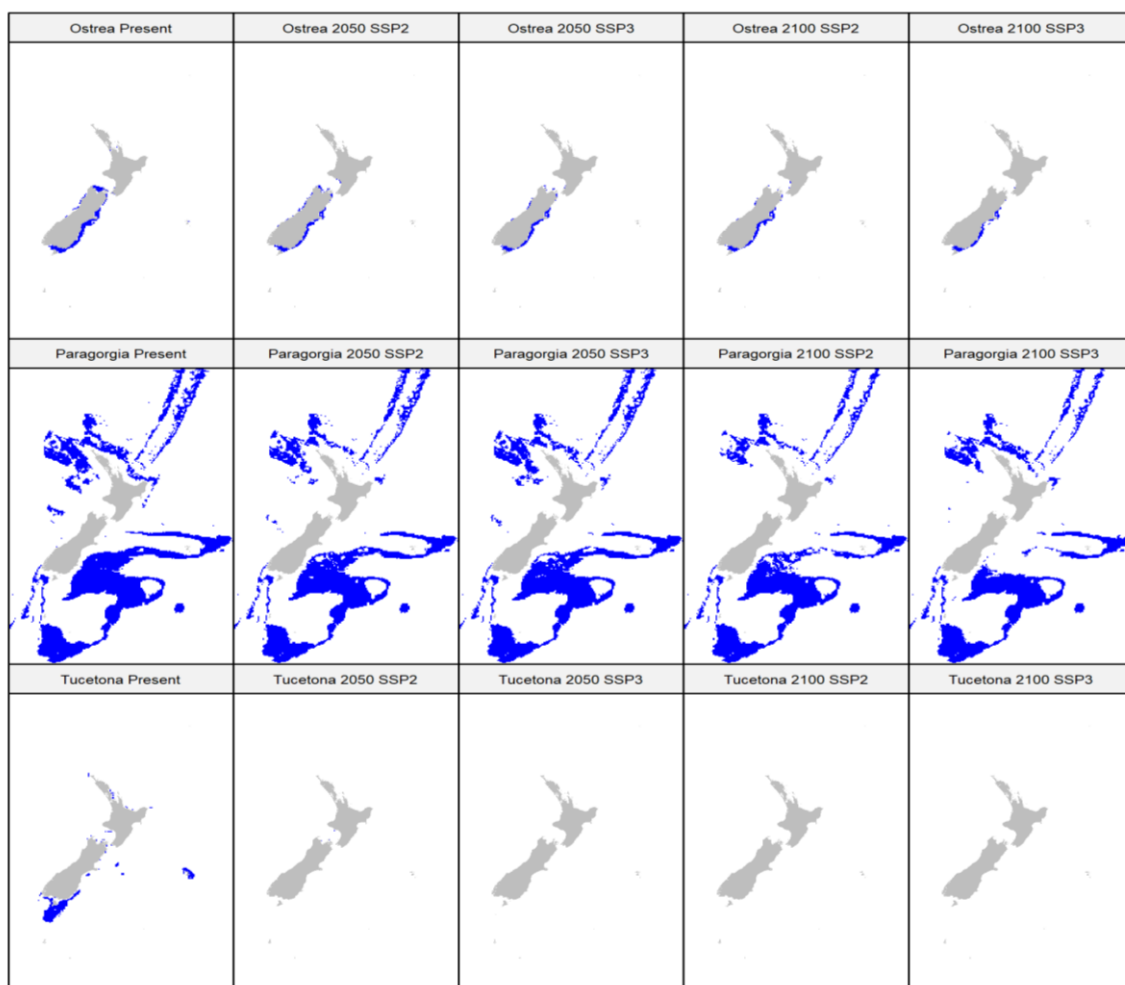 Ostrea Present
Ostrea 2050 SSP2
Ostrea 2050 SSP3
Ostrea 2100 SSP2
Ostrea 2100 SSP3
Paragorgia Present
Paragorgia 2050 SSP2
Paragorgia 2050 SSP3
Paragorgia 2100 SSP2
Paragorgia 2100 SSP3
Tucetona Present
Tucetona 2050 SSP2
Tucetona 2050 SSP3
Tucetona 2100 SSP2
Tucetona 2100 SSP3